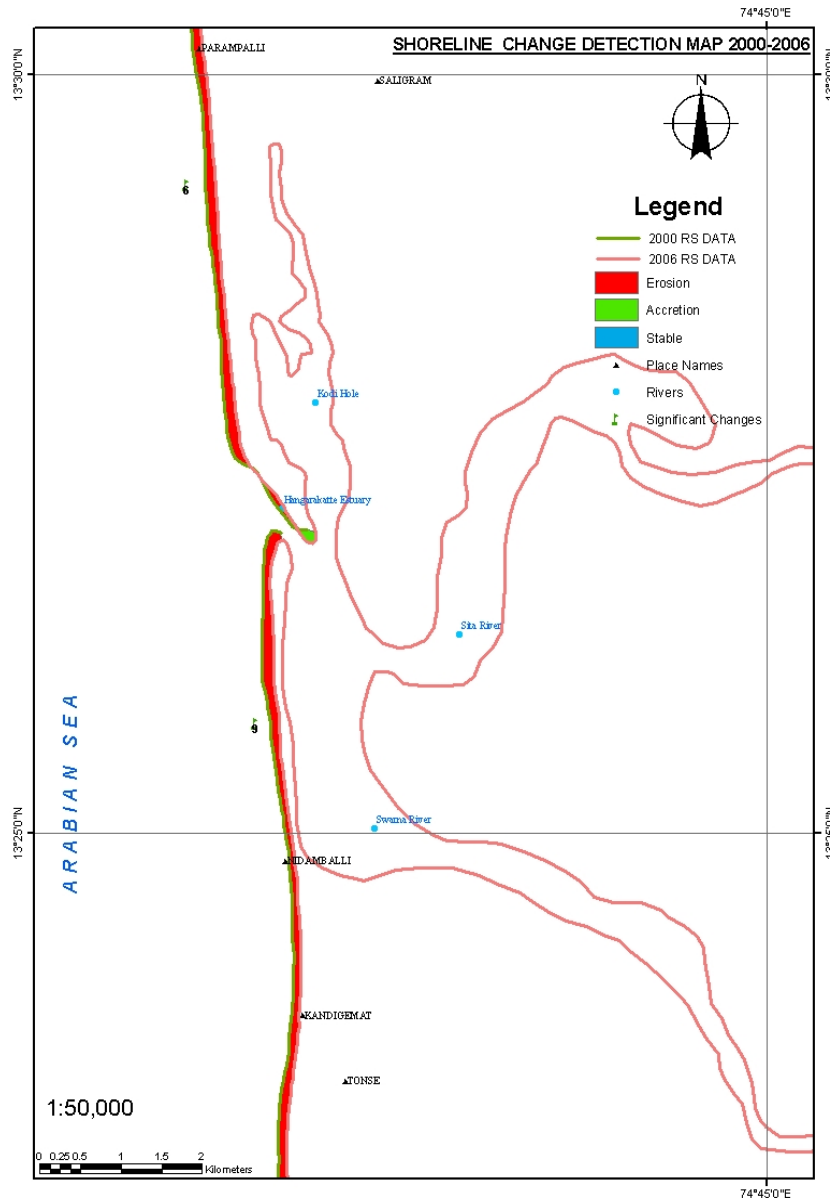 74°45'0"E
SHORELINE CHANGE DETECTION MAP 2000-2006
PARAMPALLI
13°30'0"N
SALIGRAM
N
6
Legend
2000 RS DATA
2006 RS DATA
Erosion
Accretion
Stable
Place Names
Rivers
Significant Changes
Kodi Hole
Hangarakatte Estuary
Sita River
ARABIAN SEA
9
Swarna River
13°25'0"N
NIDAMBALLI
KANDIGEMAT
TONSE
1:50,000
0 0.25 0.5 1 1.5 2
Kilometers
74°45'0"E